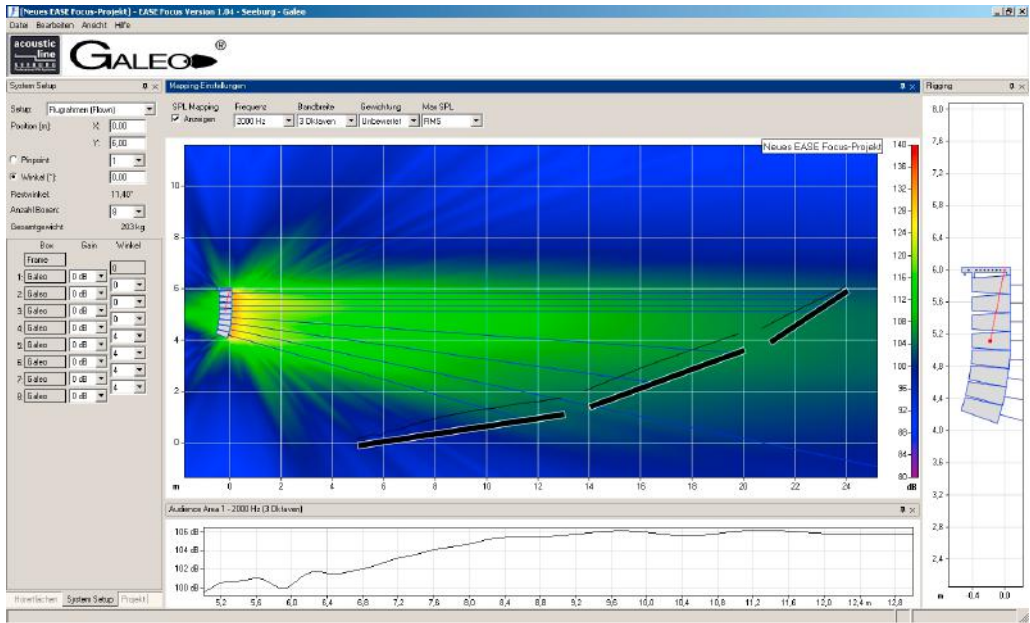 [Neues EASE Focus-Projekt] - EASE Focus Version 1.04 - Seeburg - Galeo
Datei Bearbeiten Ansicht Hilfe
acoustic
line
SEEBURG
GALEO®
System Setup
Mapping-Einstellungen
Rigging
Setup: Flugrahmen (Flown)
Position [m]: X: 0,00
Y: 6,00
Pinpoint 1
Winkel [°]: 0,00
Restwinkel: 11,40°
Anzahl Boxen: 8
Gesamtgewicht: 203 kg
Box Gain Winkel
Frame
0
1: Galeo 0 dB 0
2: Galeo 0 dB 0
3: Galeo 0 dB 0
4: Galeo 0 dB 4
5: Galeo 0 dB 4
6: Galeo 0 dB 4
7: Galeo 0 dB 4
8: Galeo 0 dB
Hörerflächen System Setup Projekt
SPL Mapping Frequenz Bandbreite Gewichtung Max SPL
Anzeigen 2000 Hz 3 Oktaven Unbewertet RMS
Neues EASE Focus-Projekt
10
8
6
4
2
0
m 0 2 4 6 8 10 12 14 16 18 20 22 24
140
136
132
128
124
120
116
112
108
104
100
96
92
88
84
80
dB
Audience Area 1 - 2000 Hz (3 Oktaven)
106 dB
104 dB
102 dB
100 dB
5,2 5,6 6,0 6,4 6,8 7,2 7,6 8,0 8,4 8,8 9,2 9,6 10,0 10,4 10,8 11,2 11,6 12,0 12,4 m 12,8
8,0
7,6
7,2
6,8
6,4
6,0
5,6
5,2
4,8
4,4
4,0
3,6
3,2
2,8
2,4
m -0,4 0,0